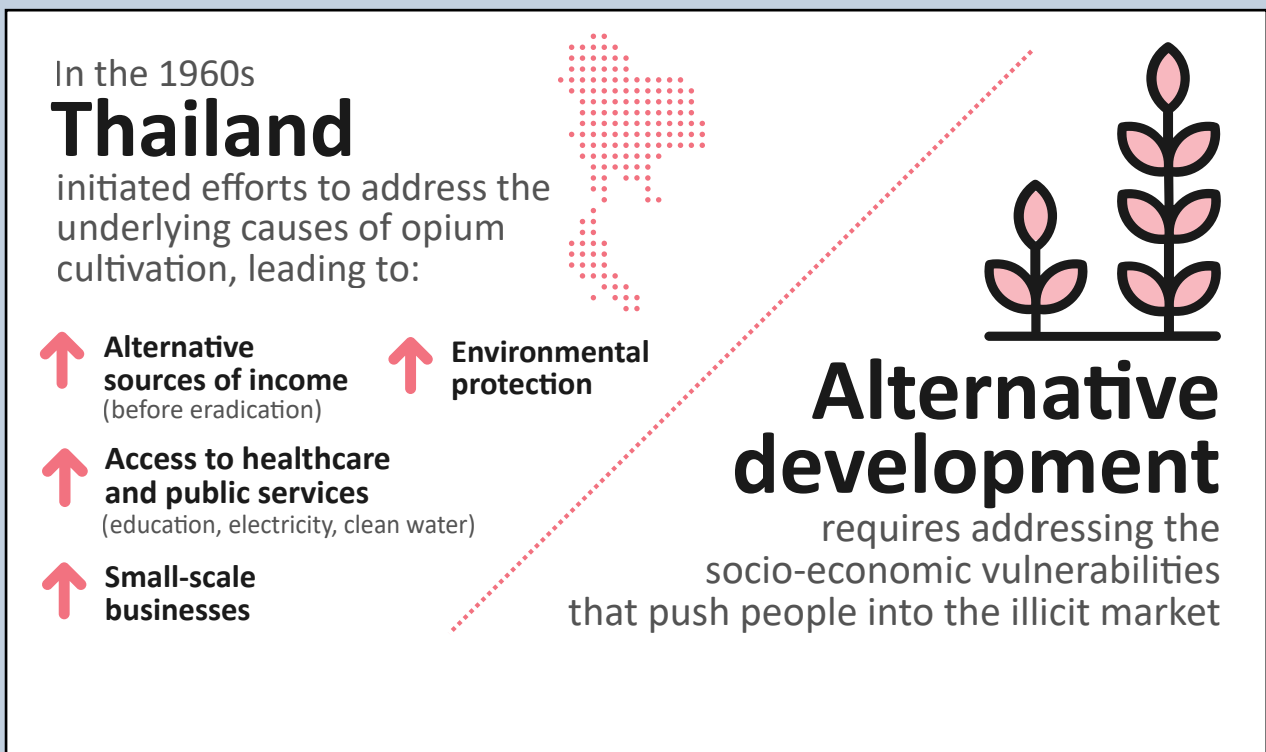 In the 1960s
Thailand
initiated efforts to address the
underlying causes of opium
cultivation, leading to:
Alternative
sources of income
(before eradication)
Access to healthcare
and public services
(education, electricity, clean water)
Small-scale
businesses
Environmental
protection
Alternative
development
requires addressing the
socio-economic vulnerabilities
that push people into the illicit market